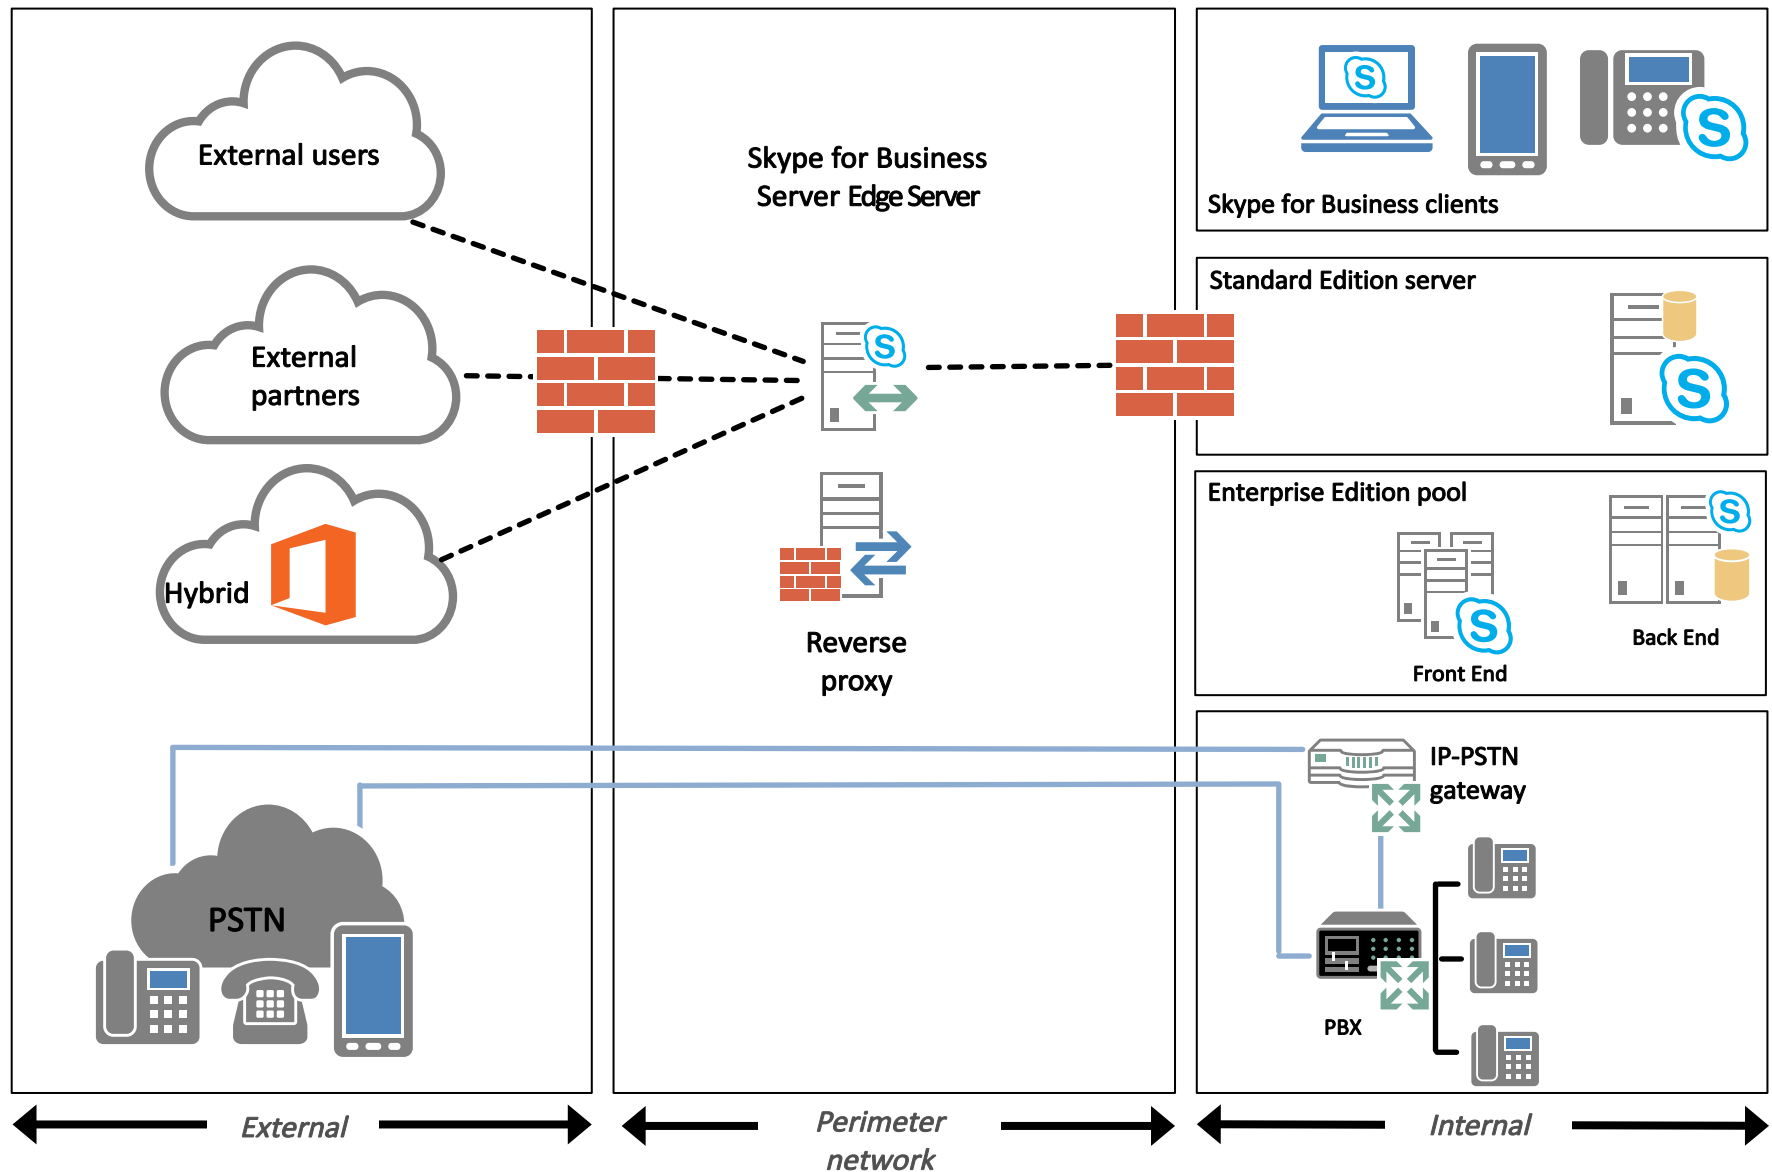 External users
External
partners
Hybrid
PSTN
Skype for Business
Server Edge Server
Reverse
proxy
Skype for Business clients
Standard Edition server
Enterprise Edition pool
Front End
Back End
IP-PSTN
gateway
PBX
External
Perimeter
network
Internal